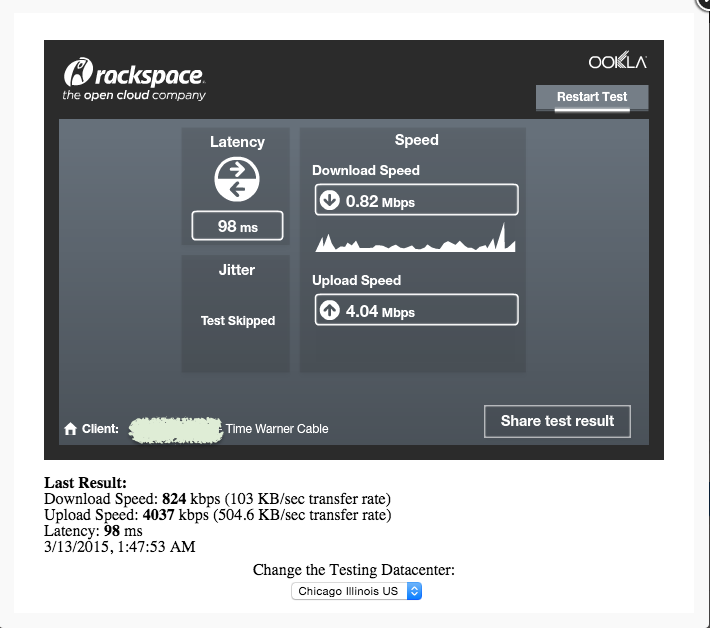 rackspace.
the open cloud company
OOKLA
Restart Test
Latency
98 ms
Jitter
Test Skipped
Speed
Download Speed
0.82 Mbps
Upload Speed
4.04 Mbps
Client: Time Warner Cable
Share test result
Last Result:
Download Speed: 824 kbps (103 KB/sec transfer rate)
Upload Speed: 4037 kbps (504.6 KB/sec transfer rate)
Latency: 98 ms
3/13/2015, 1:47:53 AM
Change the Testing Datacenter:
Chicago Illinois US